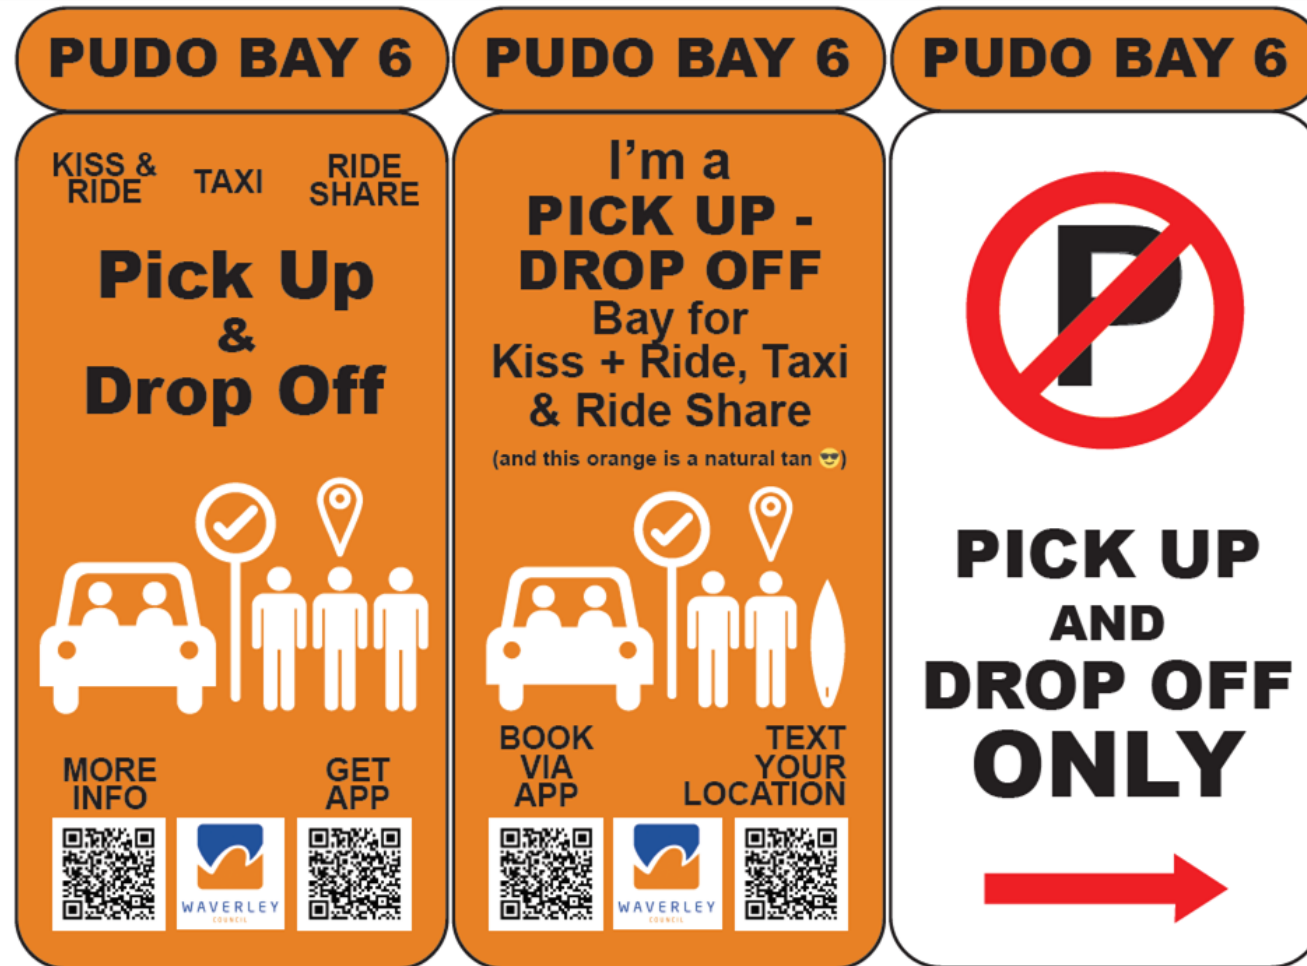 PUDO BAY 6
KISS &
RIDE
TAXI
RIDE
SHARE
Pick Up
&
Drop Off
MORE
INFO
GET
APP
WAVERLEY
COUNCIL
PUDO BAY 6
I'm a
PICK UP -
DROP OFF
Bay for
Kiss + Ride, Taxi
& Ride Share
(and this orange is a natural tan 😎)
BOOK
VIA
APP
TEXT
YOUR
LOCATION
WAVERLEY
COUNCIL
PUDO BAY 6
P
PICK UP
AND
DROP OFF
ONLY